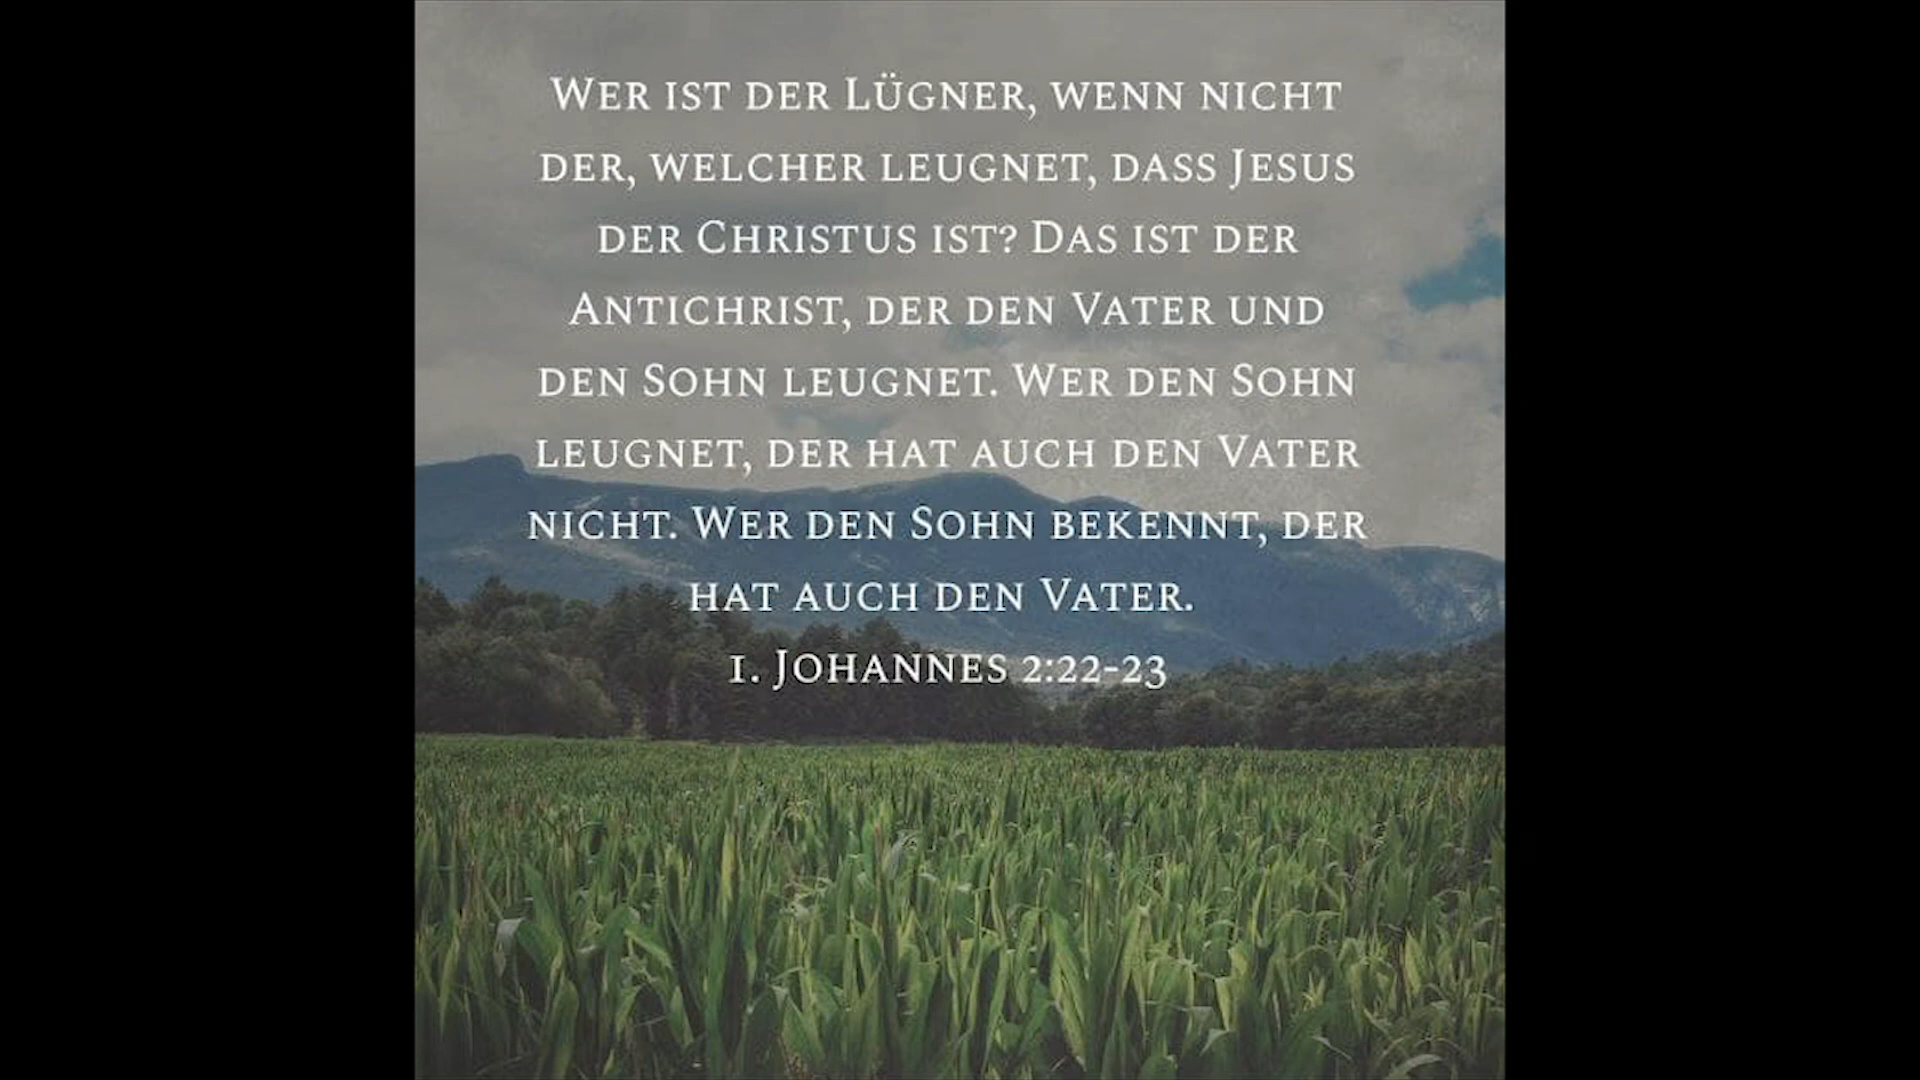 Wer ist der Lügner, wenn nicht
der, welcher leugnet, dass Jesus
der Christus ist? Das ist der
Antichrist, der den Vater und
den Sohn leugnet. Wer den Sohn
leugnet, der hat auch den Vater
nicht. Wer den Sohn bekennt, der
hat auch den Vater.
1. Johannes 2:22-23